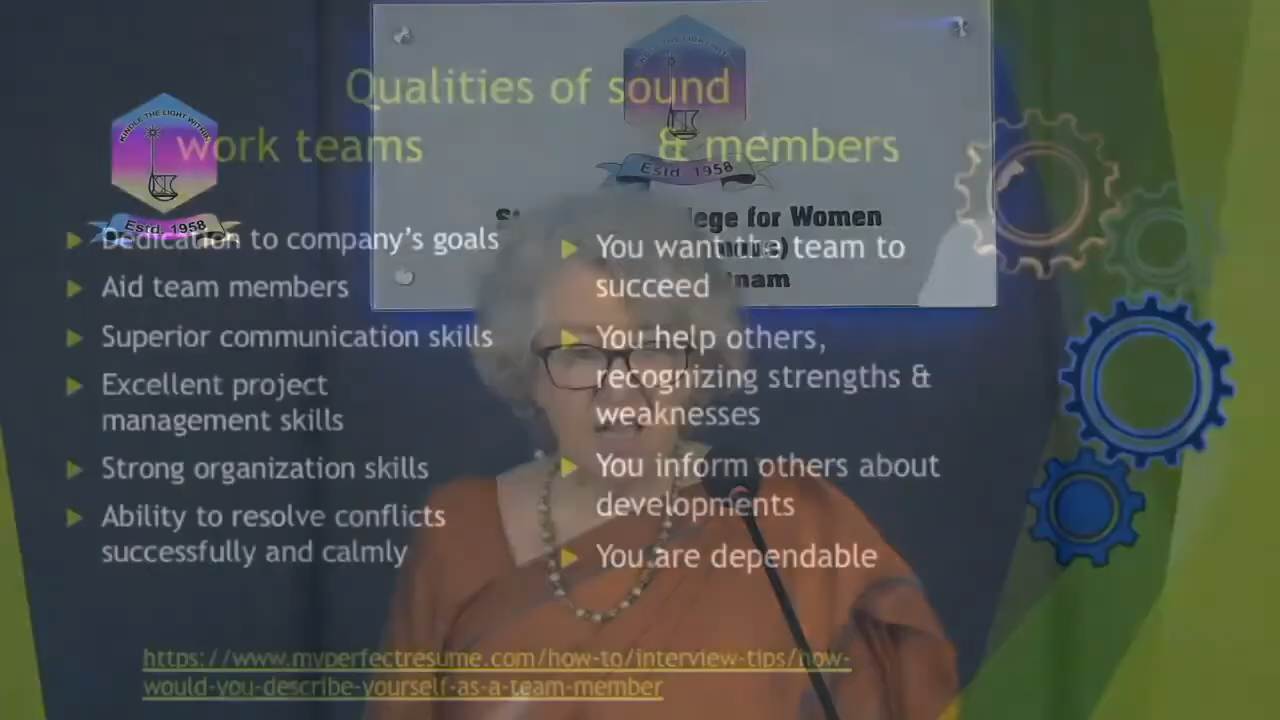 Qualities of sound
work teams & members
KINDLE THE LIGHT WITHIN
Estd. 1958
Estd 1958
lege for Women
nam
Dedication to company's goals
Aid team members
Superior communication skills
Excellent project
management skills
Strong organization skills
Ability to resolve conflicts
successfully and calmly
You want the team to
succeed
You help others,
recognizing strengths &
weaknesses
You inform others about
developments
You are dependable
https://www.myperfectresume.com/how-to/interview-tips/how-
would-you-describe-yourself-as-a-team-member